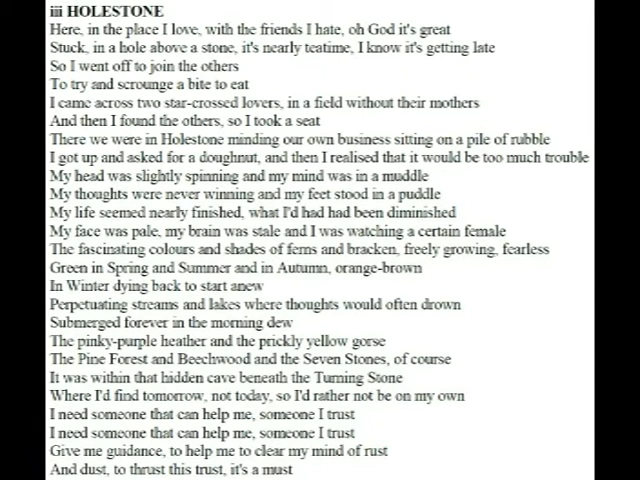 iii HOLESTONE
Here, in the place I love, with the friends I hate, oh God it's great
Stuck, in a hole above a stone, it's nearly teatime, I know it's getting late
So I went off to join the others
To try and scrounge a bite to eat
I came across two star-crossed lovers, in a field without their mothers
And then I found the others, so I took a seat
There we were in Holestone minding our own business sitting on a pile of rubble
I got up and asked for a doughnut, and then I realised that it would be too much trouble
My head was slightly spinning and my mind was in a muddle
My thoughts were never winning and my feet stood in a puddle
My life seemed nearly finished, what I'd had had been diminished
My face was pale, my brain was stale and I was watching a certain female
The fascinating colours and shades of ferns and bracken, freely growing, fearless
Green in Spring and Summer and in Autumn, orange-brown
In Winter dying back to start anew
Perpetuating streams and lakes where thoughts would often drown
Submerged forever in the morning dew
The pinky-purple heather and the prickly yellow gorse
The Pine Forest and Beechwood and the Seven Stones, of course
It was within that hidden cave beneath the Turning Stone
Where I'd find tomorrow, not today, so I'd rather not be on my own
I need someone that can help me, someone I trust
I need someone that can help me, someone I trust
Give me guidance, to help me to clear my mind of rust
And dust, to thrust this trust, it's a must